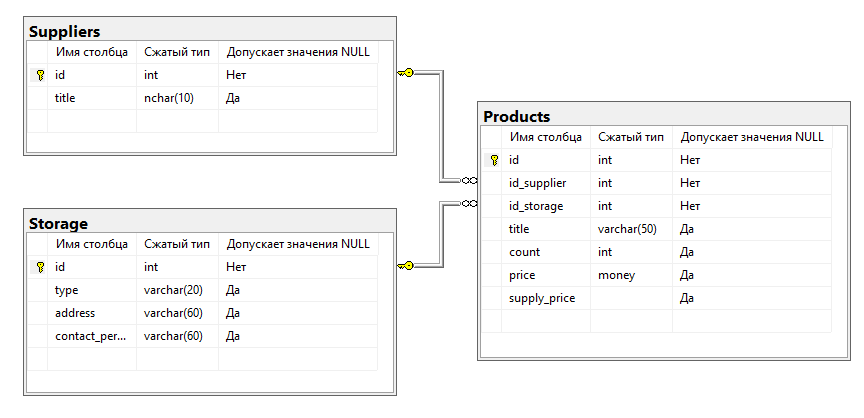 Suppliers
Имя столбца Сжатый тип Допускает значения NULL
id int Нет
title nchar(10) Да
Products
Имя столбца Сжатый тип Допускает значения NULL
id int Нет
id_supplier int Нет
id_storage int Нет
title varchar(50) Да
count int Да
price money Да
supply_price Да
Storage
Имя столбца Сжатый тип Допускает значения NULL
id int Нет
type varchar(20) Да
address varchar(60) Да
contact_per... varchar(60) Да